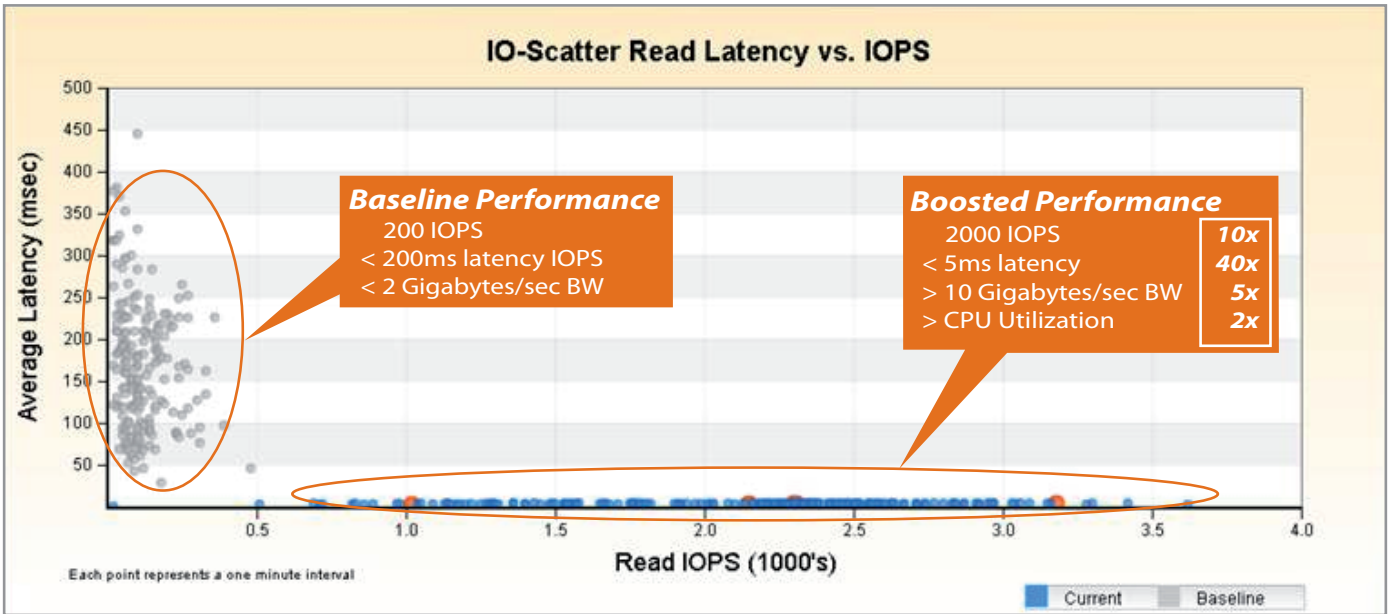 IO-Scatter Read Latency vs. IOPS
Average Latency (msec)
500
450
400
350
300
250
200
150
100
50
Baseline Performance
200 IOPS
< 200ms latency IOPS
< 2 Gigabytes/sec BW
Boosted Performance
2000 IOPS 10x
< 5ms latency 40x
> 10 Gigabytes/sec BW 5x
> CPU Utilization 2x
0.5 1.0 1.5 2.0 2.5 3.0 3.5 4.0
Read IOPS (1000's)
Each point represents a one minute interval
Current Baseline